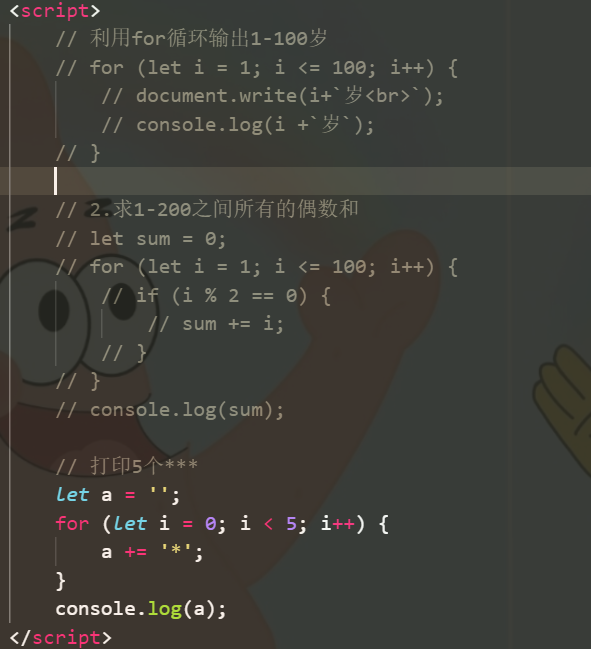 <script>
// 利用for循环输出1-100岁
// for (let i = 1; i <= 100; i++) {
// document.write(i+`岁<br>`);
// console.log(i +`岁`);
// }
// 2.求1-200之间所有的偶数和
// let sum = 0;
// for (let i = 1; i <= 100; i++) {
// if (i % 2 == 0) {
// sum += i;
// }
// }
// console.log(sum);
// 打印5个***
let a = '';
for (let i = 0; i < 5; i++) {
a += '*';
}
console.log(a);
</script>